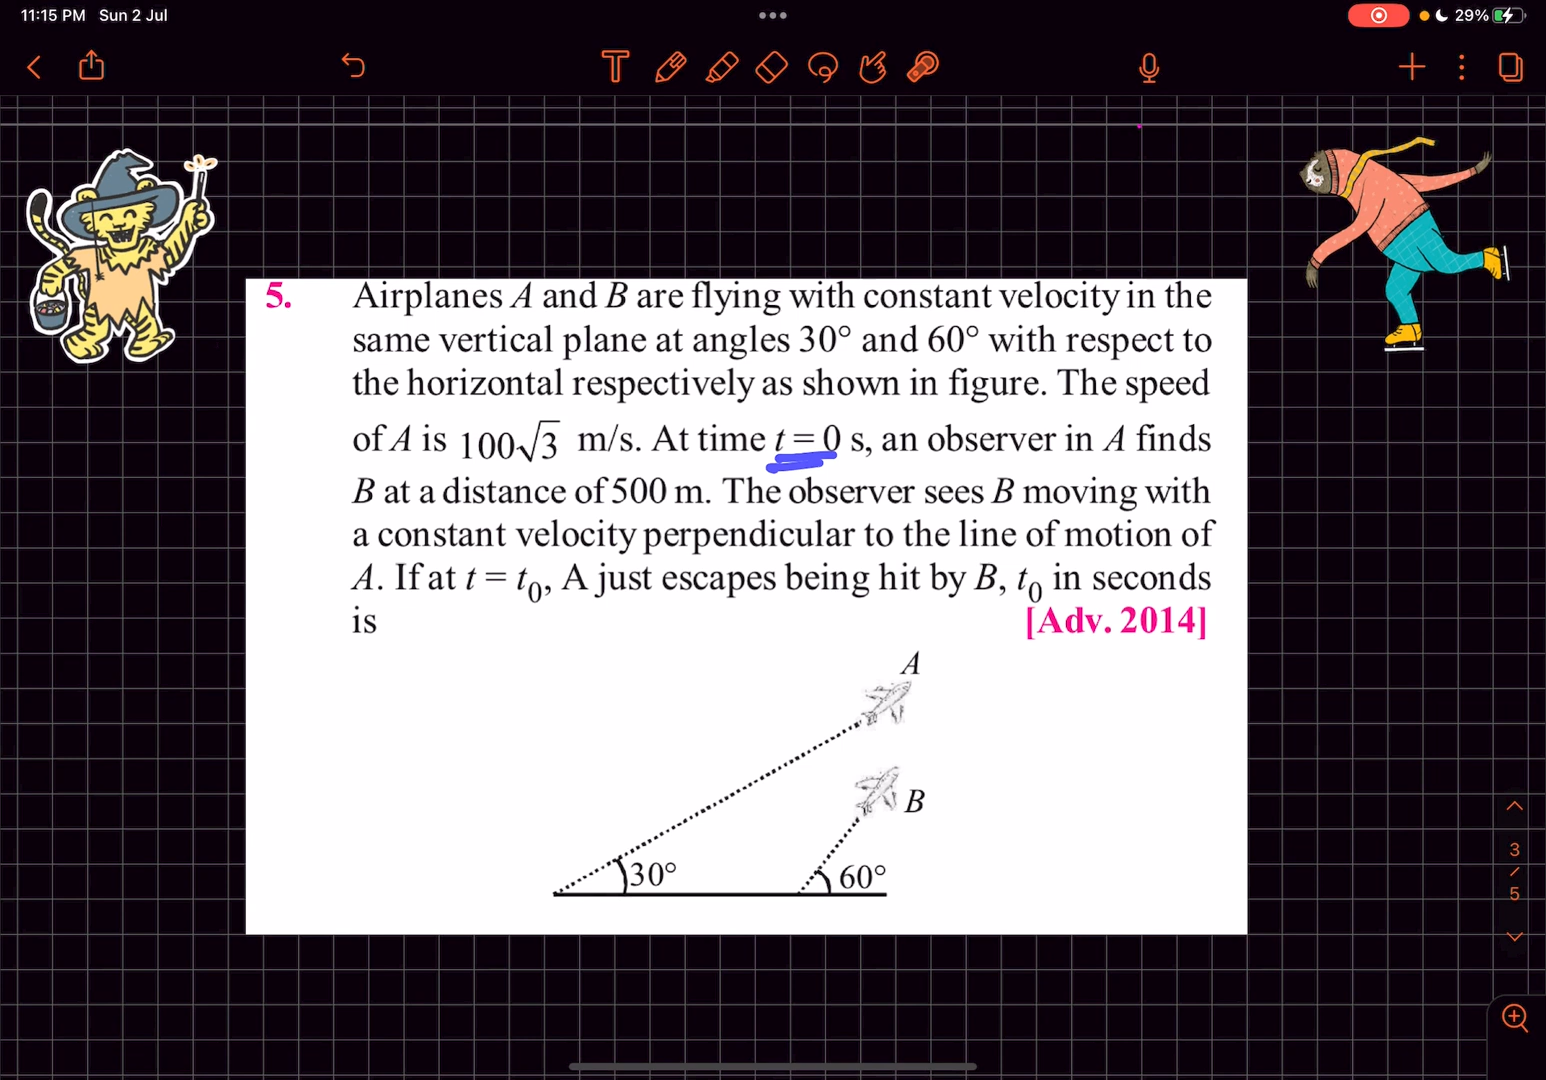 11:15 PM Sun 2 Jul
29%
5. Airplanes A and B are flying with constant velocity in the
same vertical plane at angles 30° and 60° with respect to
the horizontal respectively as shown in figure. The speed
of A is 100√3 m/s. At time t = 0 s, an observer in A finds
B at a distance of 500 m. The observer sees B moving with
a constant velocity perpendicular to the line of motion of
A. If at t = t₀, A just escapes being hit by B, t₀ in seconds
is [Adv. 2014]
A
B
30° 60°
3
/
5